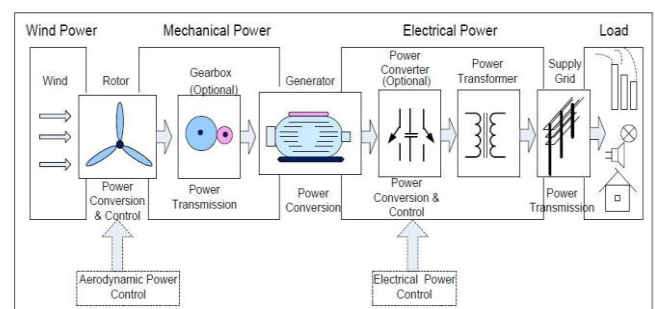 Wind Power
Mechanical Power
Electrical Power
Load
Wind
Rotor
Gearbox
(Optional)
Generator
Power
Converter
(Optional)
Power
Transformer
Supply
Grid
Power
Conversion
& Control
Power
Transmission
Power
Conversion
Power
Conversion &
Control
Power
Transmission
Aerodynamic Power
Control
Electrical Power
Control